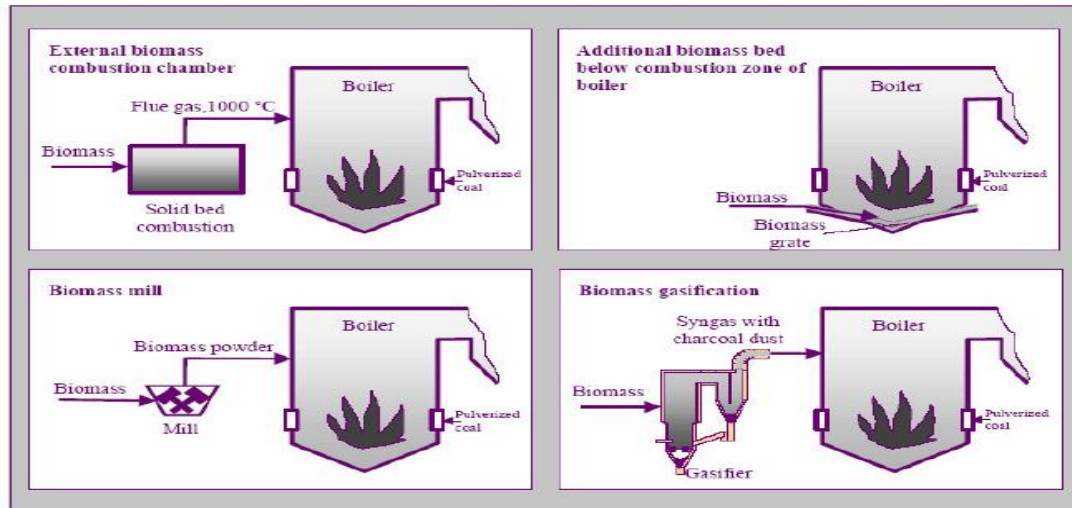 External biomass
combustion chamber
Boiler
Flue gas,1000 °C
Biomass
Pulverized
coal
Solid bed
combustion
Additional biomass bed
below combustion zone of
boiler
Boiler
Pulverized
coal
Biomass
Biomass
grate
Biomass mill
Boiler
Biomass powder
Biomass
Pulverized
coal
Mill
Biomass gasification
Syngas with
charcoal dust
Boiler
Biomass
Pulverized
coal
Gasifier